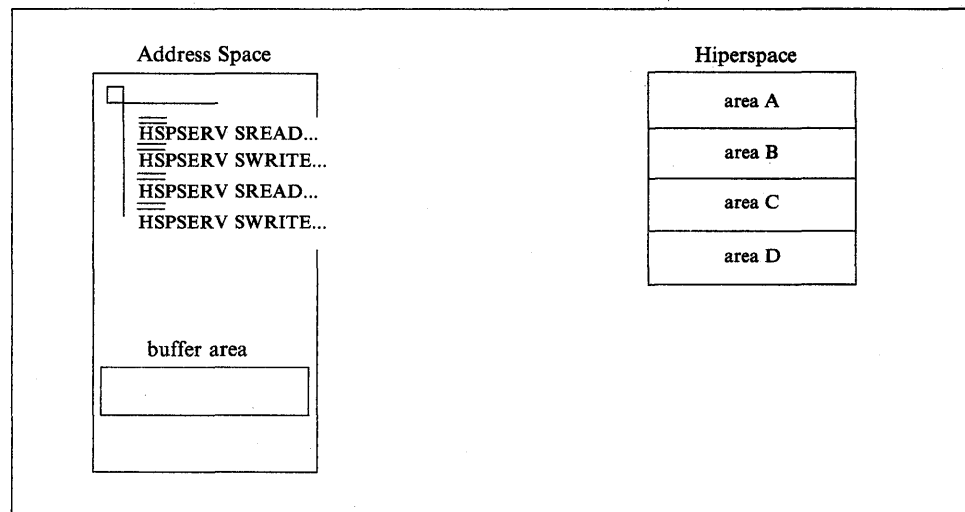 Address Space
HSPSERV SREAD...
HSPSERV SWRITE...
HSPSERV SREAD...
HSPSERV SWRITE...
buffer area
Hiperspace
area A
area B
area C
area D